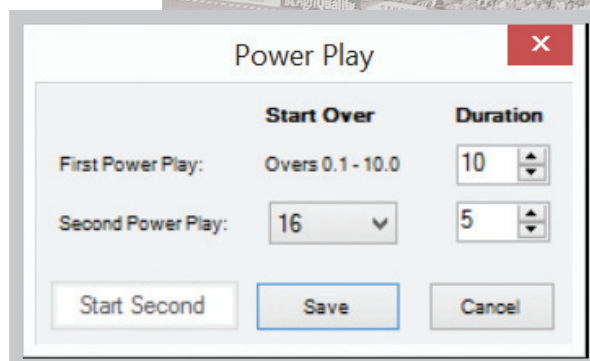 Power Play
Start Over Duration
First Power Play: Overs 0.1 - 10.0 10
Second Power Play: 16 5
Start Second Save Cancel